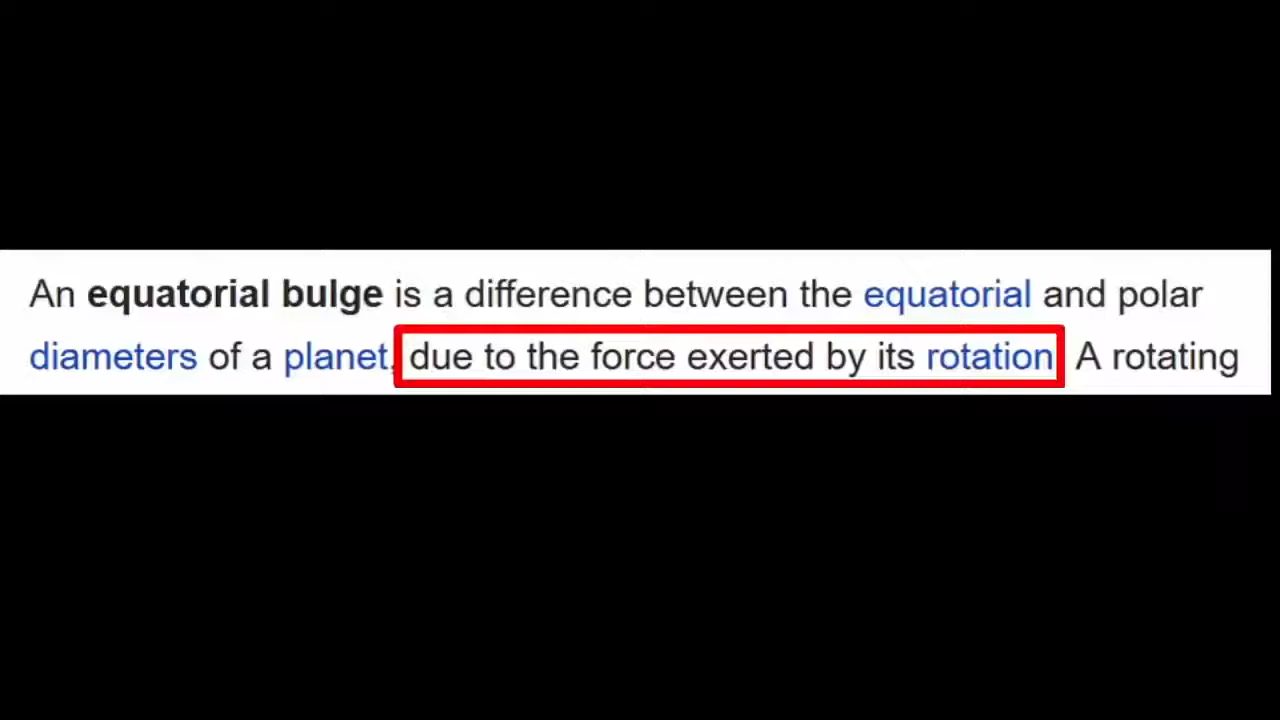 An equatorial bulge is a difference between the equatorial and polar
diameters of a planet, due to the force exerted by its rotation A rotating